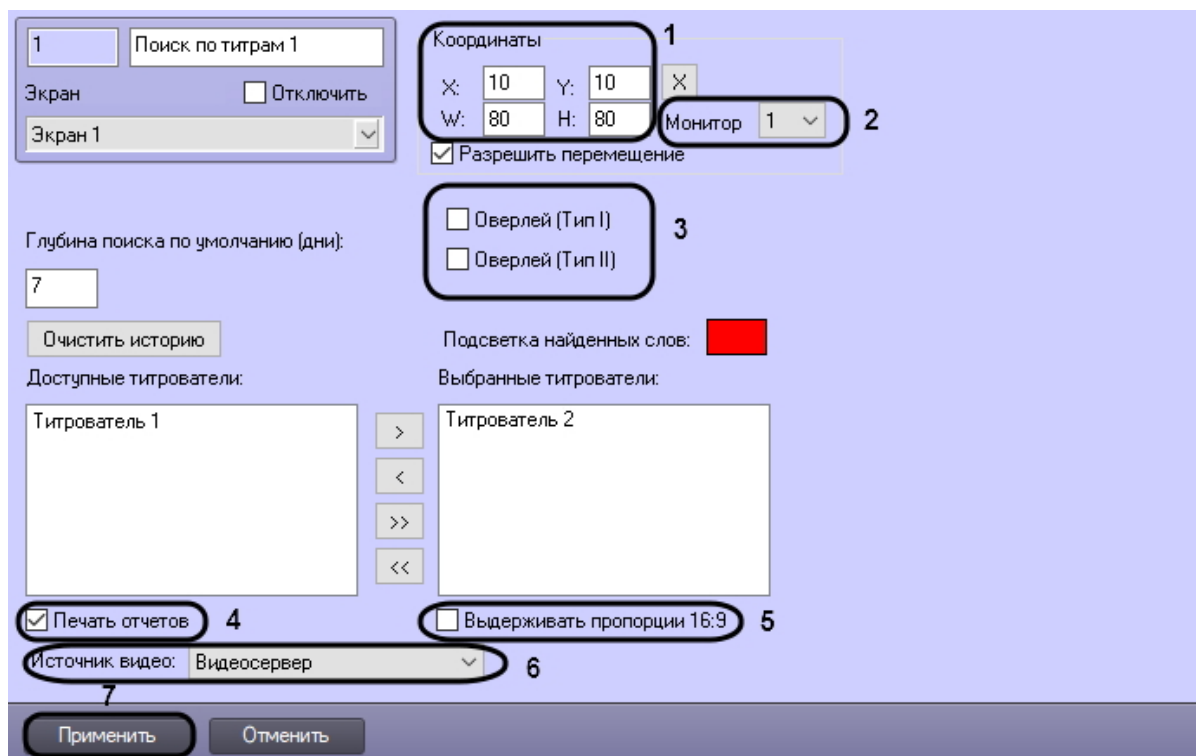 1 Поиск по титрам 1
Экран Отключить
Экран 1
Координаты 1
X: 10 Y: 10 X
W: 80 H: 80 Монитор 1 2
Разрешить перемещение
Оверлей (Тип I)
Оверлей (Тип II)
3
Глубина поиска по умолчанию (дни):
7
Очистить историю
Подсветка найденных слов:
Доступные титрователи:
Выбранные титрователи:
Титрователь 1
Титрователь 2
>
<
>>
<<
Печать отчетов 4
Выдерживать пропорции 16:9 5
Источник видео: Видеосервер 6
7
Применить Отменить